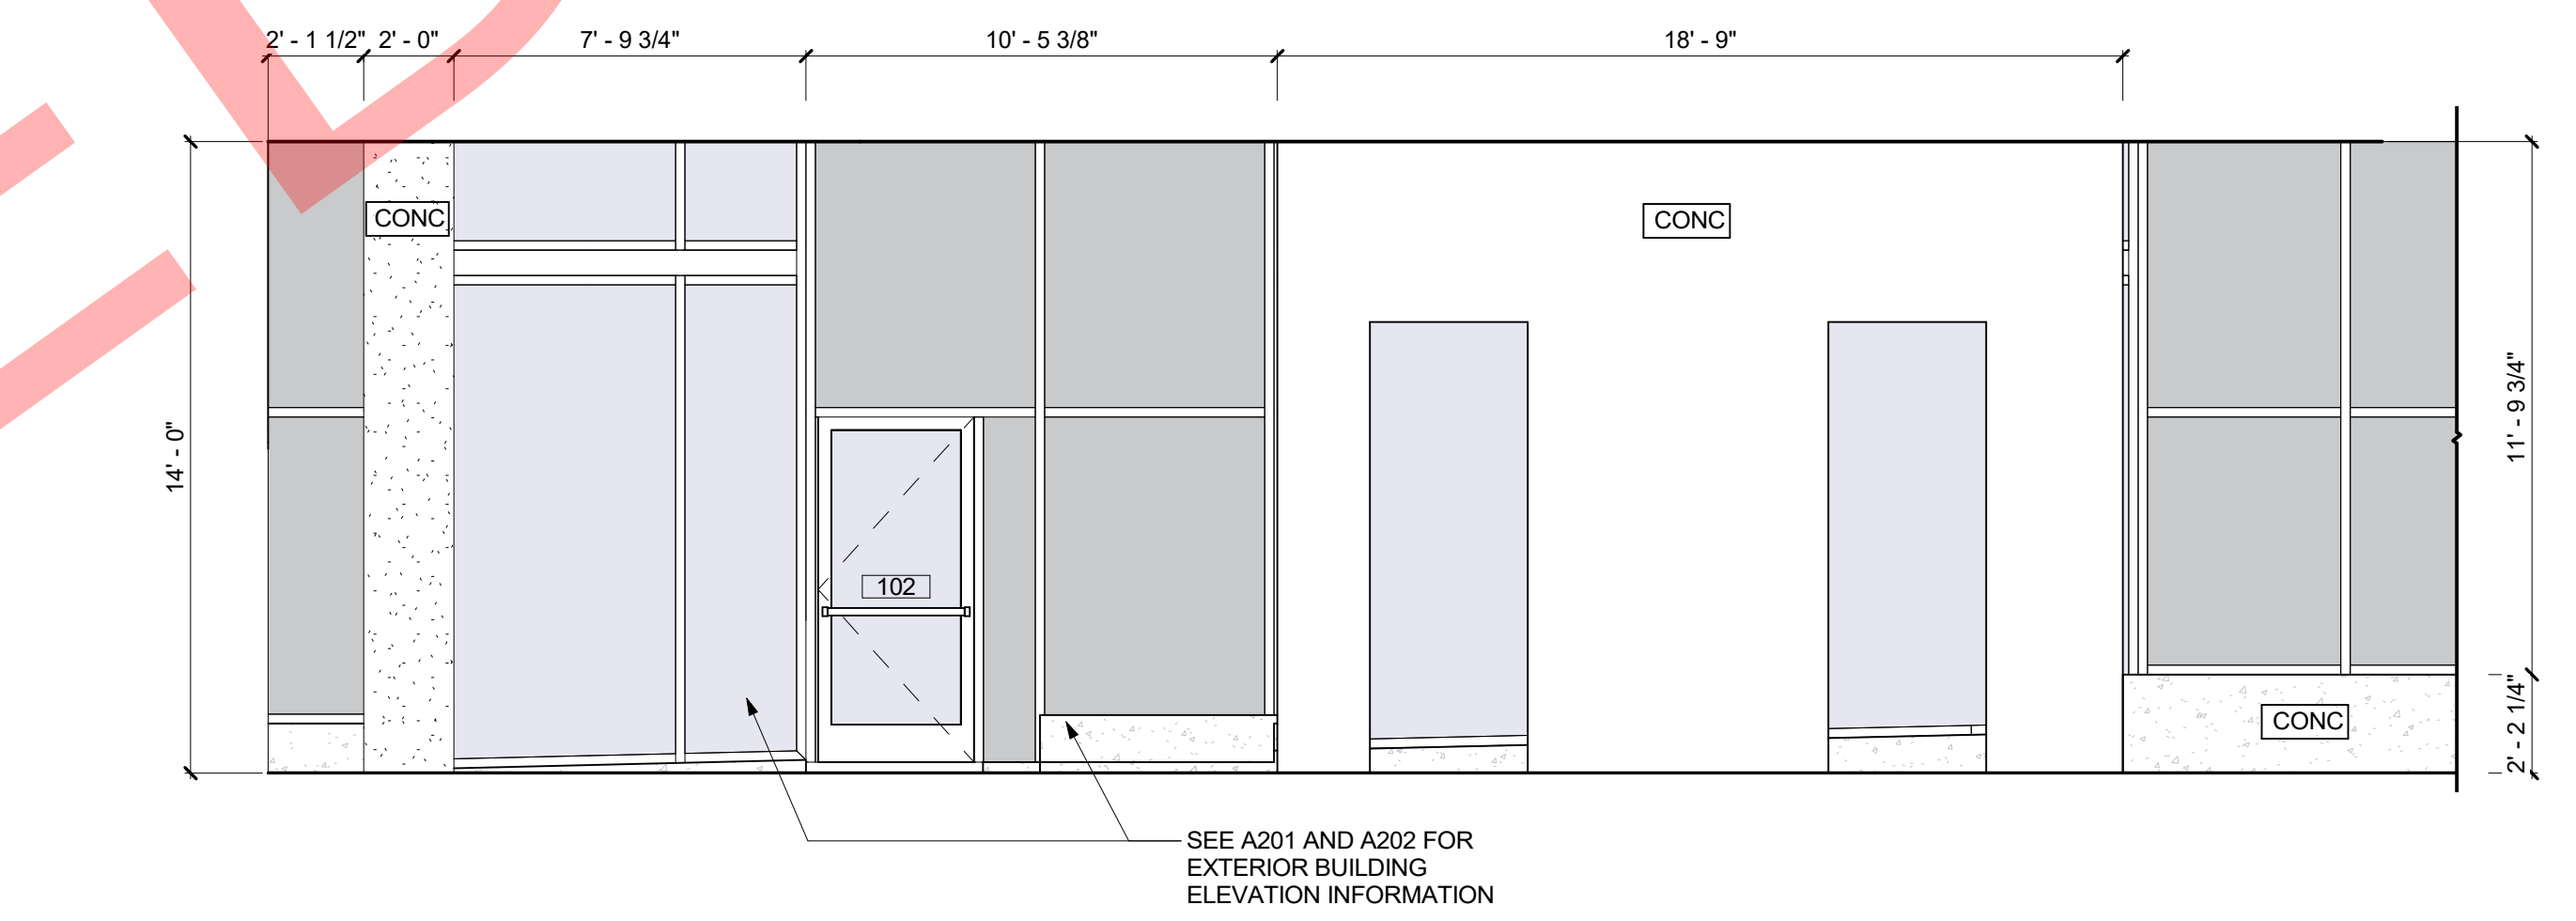 2' - 1 1/2" 2' - 0" 7' - 9 3/4" 10' - 5 3/8" 18' - 9"
CONC
CONC
14' - 0"
11' - 9 3/4"
102
2' - 2 1/4"
CONC
SEE A201 AND A202 FOR
EXTERIOR BUILDING
ELEVATION INFORMATION